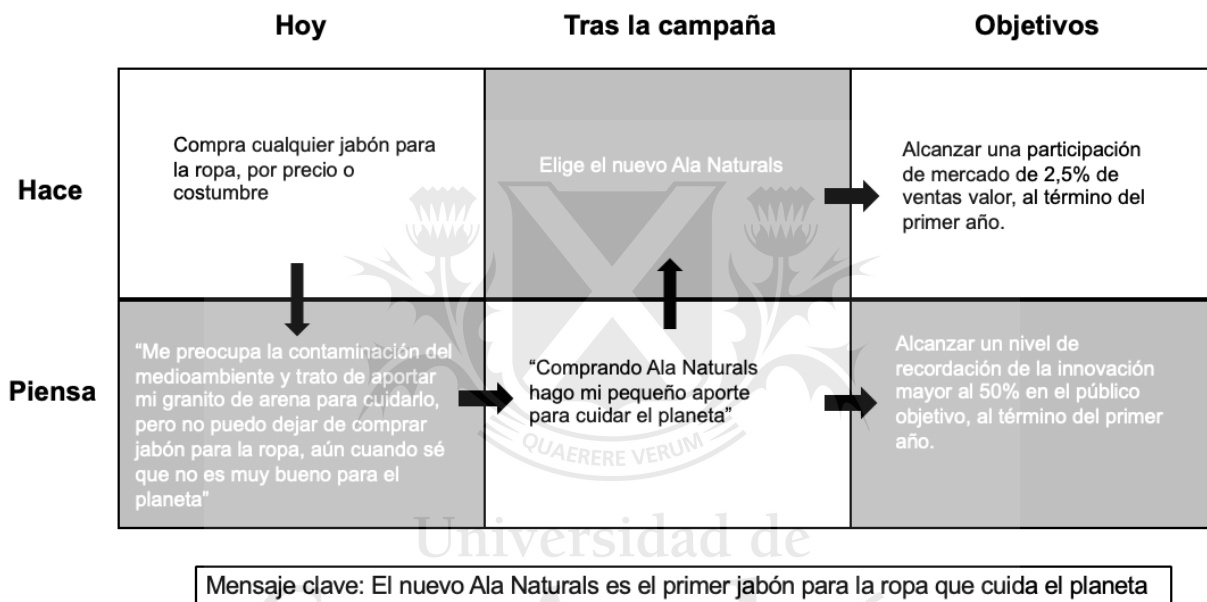 Hoy
Tras la campaña
Objetivos
Hace
Compra cualquier jabón para
la ropa, por precio o
costumbre
Elige el nuevo Ala Naturals
Alcanzar una participación
de mercado de 2,5% de
ventas valor, al término del
primer año.
Piensa
“Me preocupa la contaminación del
medioambiente y trato de aportar
mi granito de arena para cuidarlo,
pero no puedo dejar de comprar
jabón para la ropa, aún cuando sé
que no es muy bueno para el
planeta”
“Comprando Ala Naturals
hago mi pequeño aporte
para cuidar el planeta”
Alcanzar un nivel de
recordación de la innovación
mayor al 50% en el público
objetivo, al término del primer
año.
QUAERERE VERUM
Universidad de
Mensaje clave: El nuevo Ala Naturals es el primer jabón para la ropa que cuida el planeta